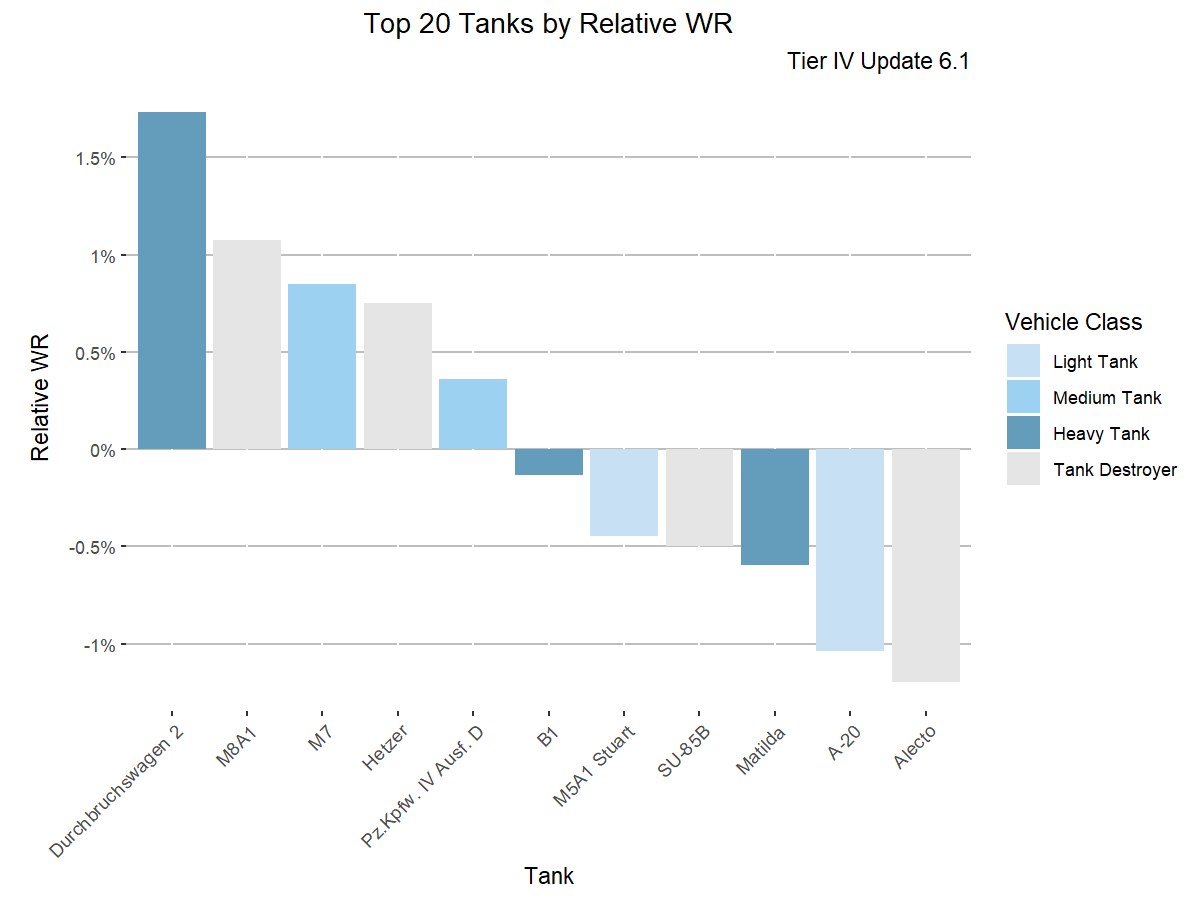 Top 20 Tanks by Relative WR
Tier IV Update 6.1
Relative WR
1.5%
1%
0.5%
0%
-0.5%
-1%
Durchbruchswagen 2
M8A1
M7
Hetzer
Pz.Kpfw. IV Ausf. D
B1
M5A1 Stuart
SU-85B
Matilda
A-20
Alecto
Tank
Vehicle Class
Light Tank
Medium Tank
Heavy Tank
Tank Destroyer